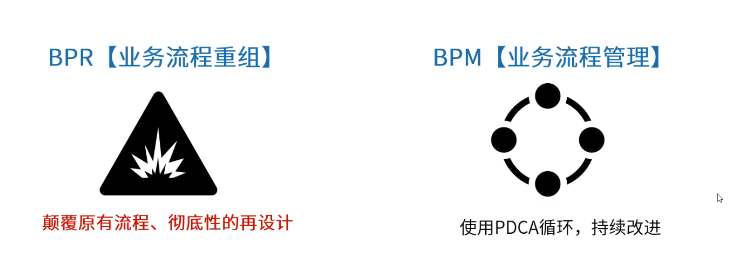 BPR【业务流程重组】
BPM【业务流程管理】
颠覆原有流程、彻底性的再设计
使用PDCA循环，持续改进